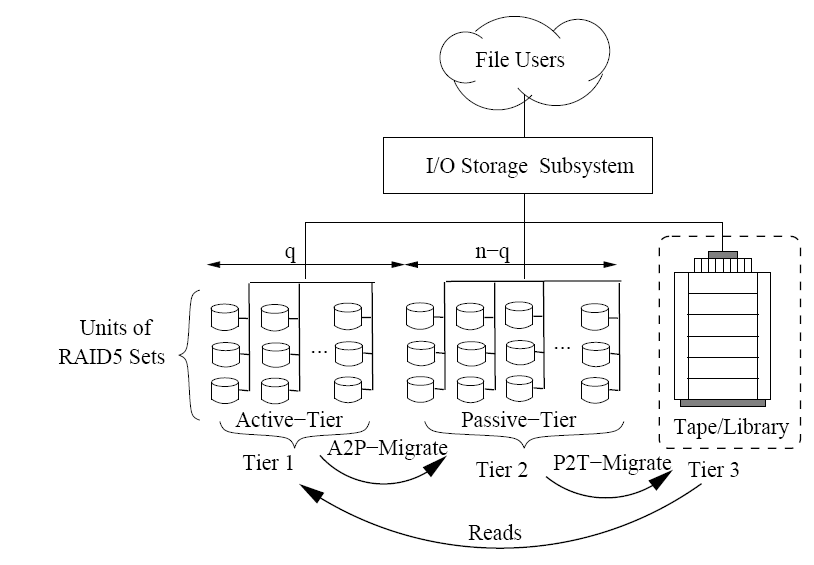 File Users
I/O Storage Subsystem
q
n−q
Units of
RAID5 Sets
...
...
Active−Tier
Passive−Tier
Tape/Library
Tier 1
A2P−Migrate
Tier 2
P2T−Migrate
Tier 3
Reads